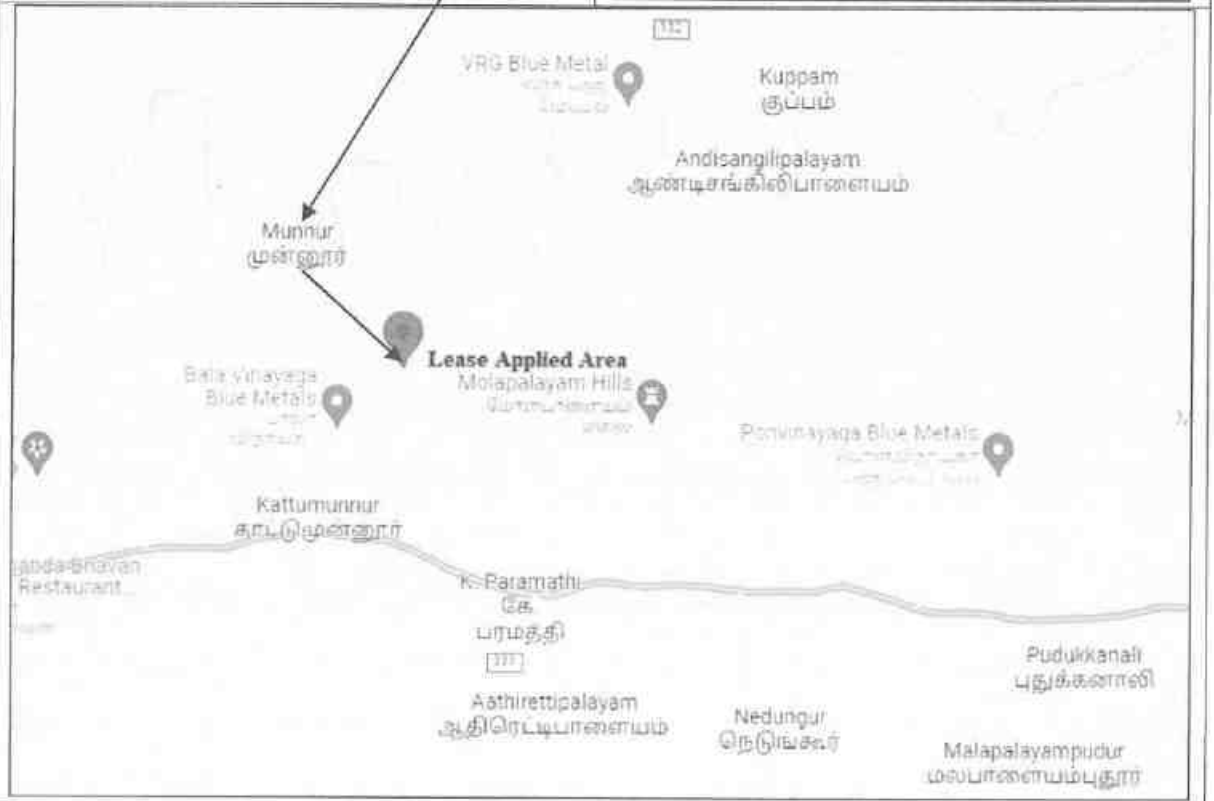 VRG Blue Metal
Kuppam
குப்பம்
Andisangilipalayam
ஆண்டிசங்கிலிபாளையம்
Munnur
முன்னூர்
Lease Applied Area
Bala Vinayaga
Blue Metals
Molapalayam Hills
Ponvinayaga Blue Metals
Kattumunnur
காட்டுமுன்னூர்
Restaurant...
K. Paramathi
கே
பரமத்தி
Aathirettipalayam
ஆதிரெட்டிபாளையம்
Nedungur
நெடுங்கூர்
Pudukkanali
புதுக்கனாலி
Malapalayampudur
மலபாளையம்புதூர்